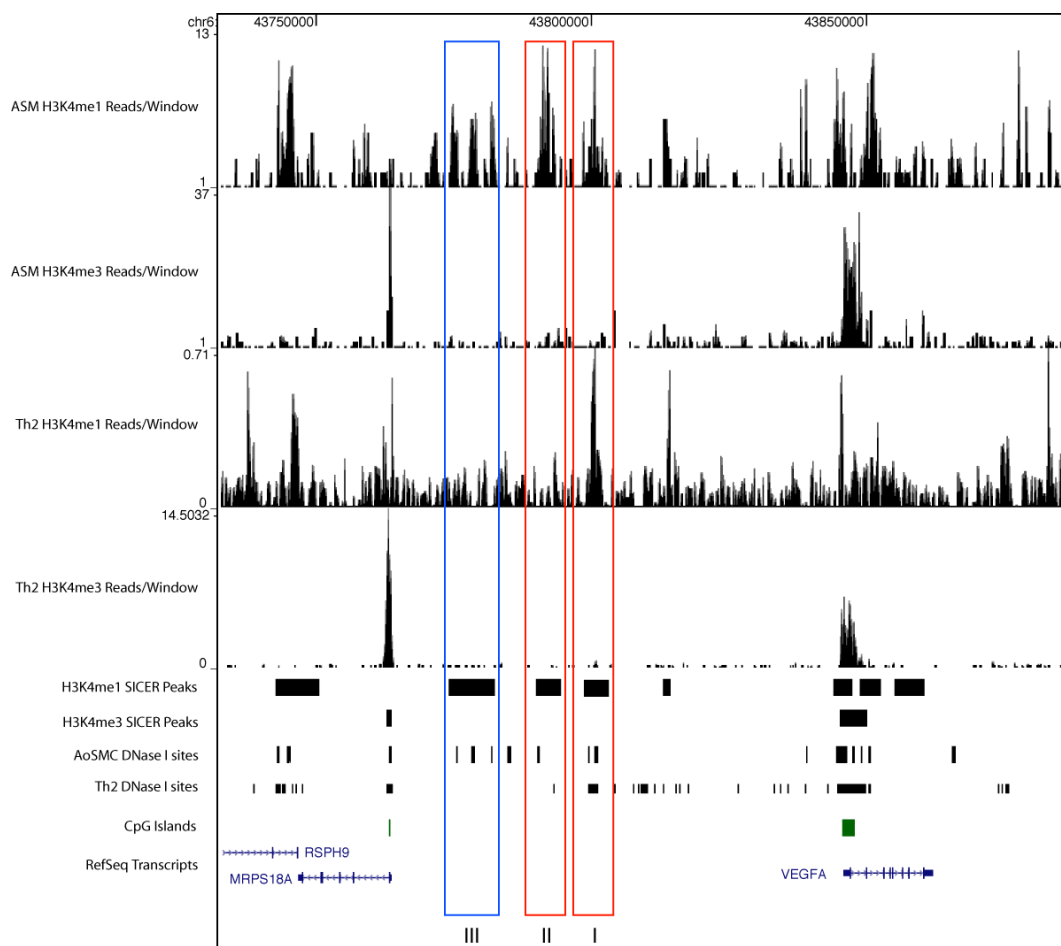 chr6: 43750000 43800000 43850000
13
ASM H3K4me1 Reads/Window
1
37
ASM H3K4me3 Reads/Window
1
0.71
Th2 H3K4me1 Reads/Window
0
14.5032
Th2 H3K4me3 Reads/Window
0
H3K4me1 SICER Peaks
H3K4me3 SICER Peaks
AoSMC DNase I sites
Th2 DNase I sites
CpG Islands
RefSeq Transcripts
RSPH9
MRPS18A
VEGFA
III II I